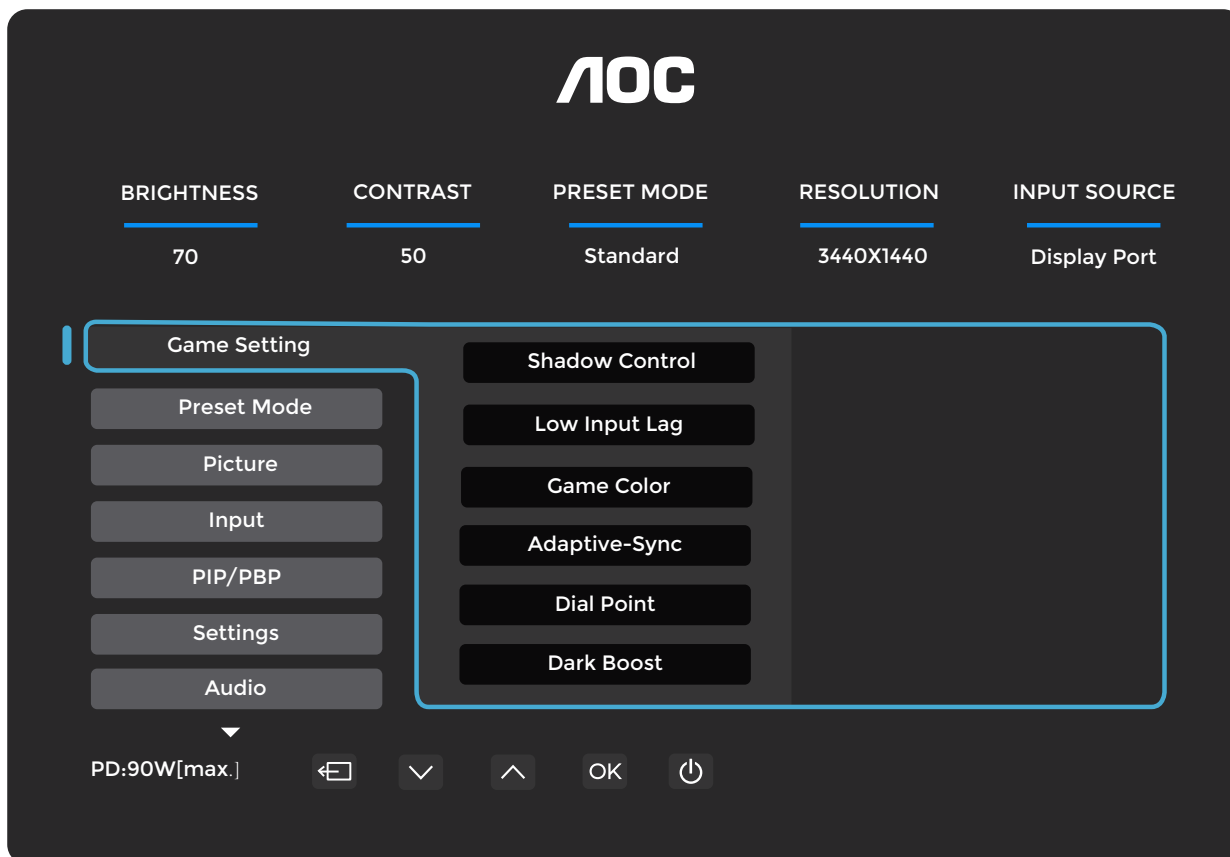 AOC
BRIGHTNESS CONTRAST PRESET MODE RESOLUTION INPUT SOURCE
70 50 Standard 3440X1440 Display Port
Game Setting
Preset Mode
Picture
Input
PIP/PBP
Settings
Audio
Shadow Control
Low Input Lag
Game Color
Adaptive-Sync
Dial Point
Dark Boost
PD:90W[max.] OK